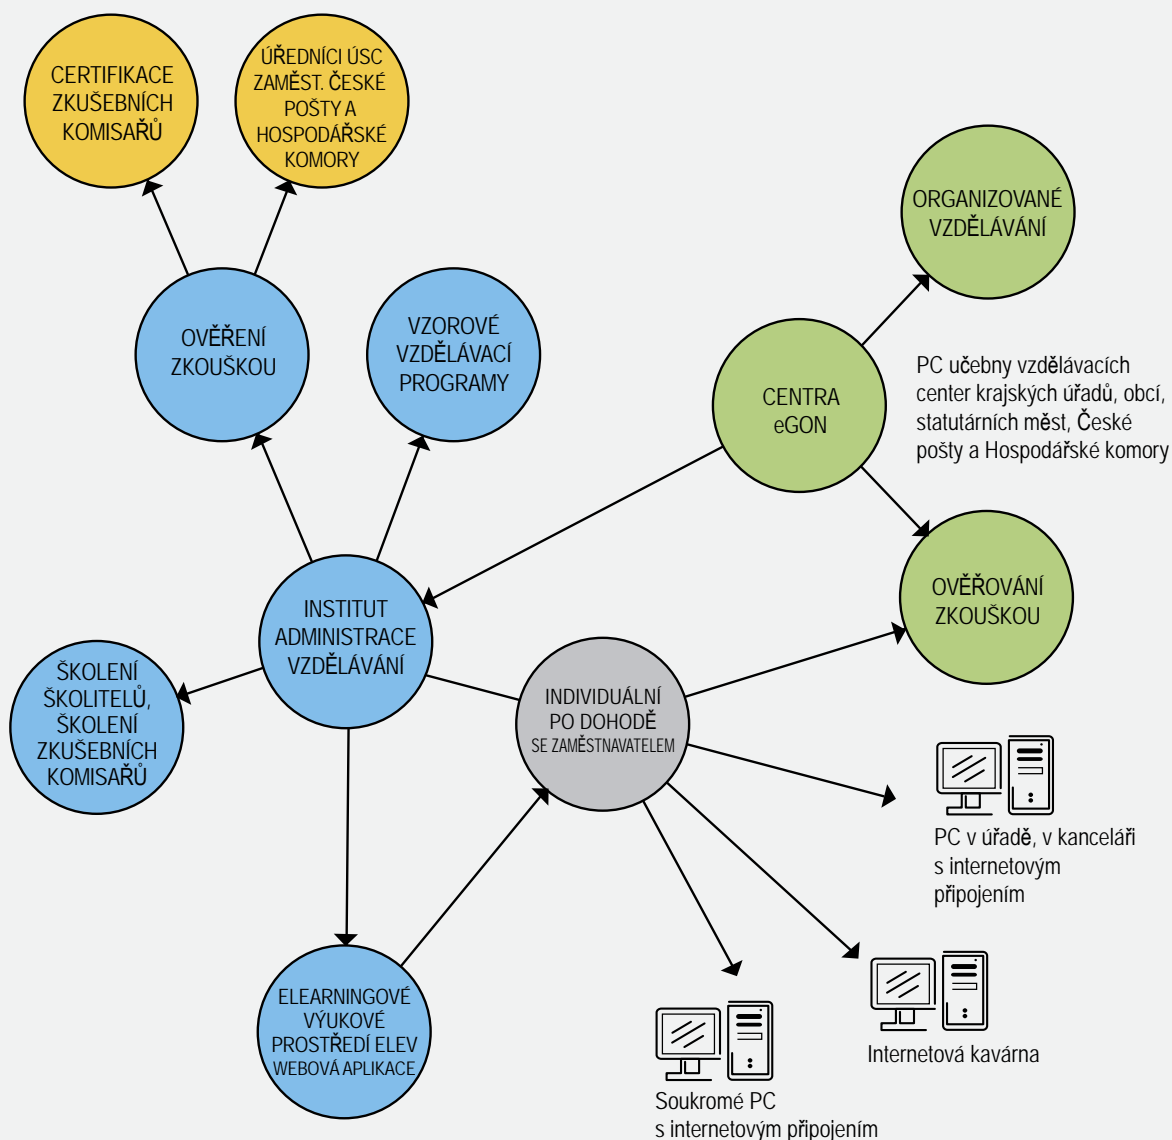 CERTIFIKACE
ZKUŠEBNÍCH
KOMISAŘŮ
ÚŘEDNÍCI ÚSC
ZAMĚST. ČESKÉ
POŠTY A
HOSPODÁŘSKÉ
KOMORY
ORGANIZOVANÉ
VZDĚLÁVÁNÍ
OVĚŘENÍ
ZKOUŠKOU
VZOROVÉ
VZDĚLÁVACÍ
PROGRAMY
CENTRA
eGON
PC učebny vzdělávacích
center krajských úřadů, obcí,
statutárních měst, České
pošty a Hospodářské komory
OVĚŘOVÁNÍ
ZKOUŠKOU
INSTITUT
ADMINISTRACE
VZDĚLÁVÁNÍ
ŠKOLENÍ
ŠKOLITELŮ,
ŠKOLENÍ
ZKUŠEBNÍCH
KOMISAŘŮ
INDIVIDUÁLNÍ
PO DOHODĚ
SE ZAMĚSTNAVATELEM
PC v úřadě, v kanceláři
s internetovým
připojením
ELEARNINGOVÉ
VÝUKOVÉ
PROSTŘEDÍ ELEV
WEBOVÁ APLIKACE
Internetová kavárna
Soukromé PC
s internetovým připojením